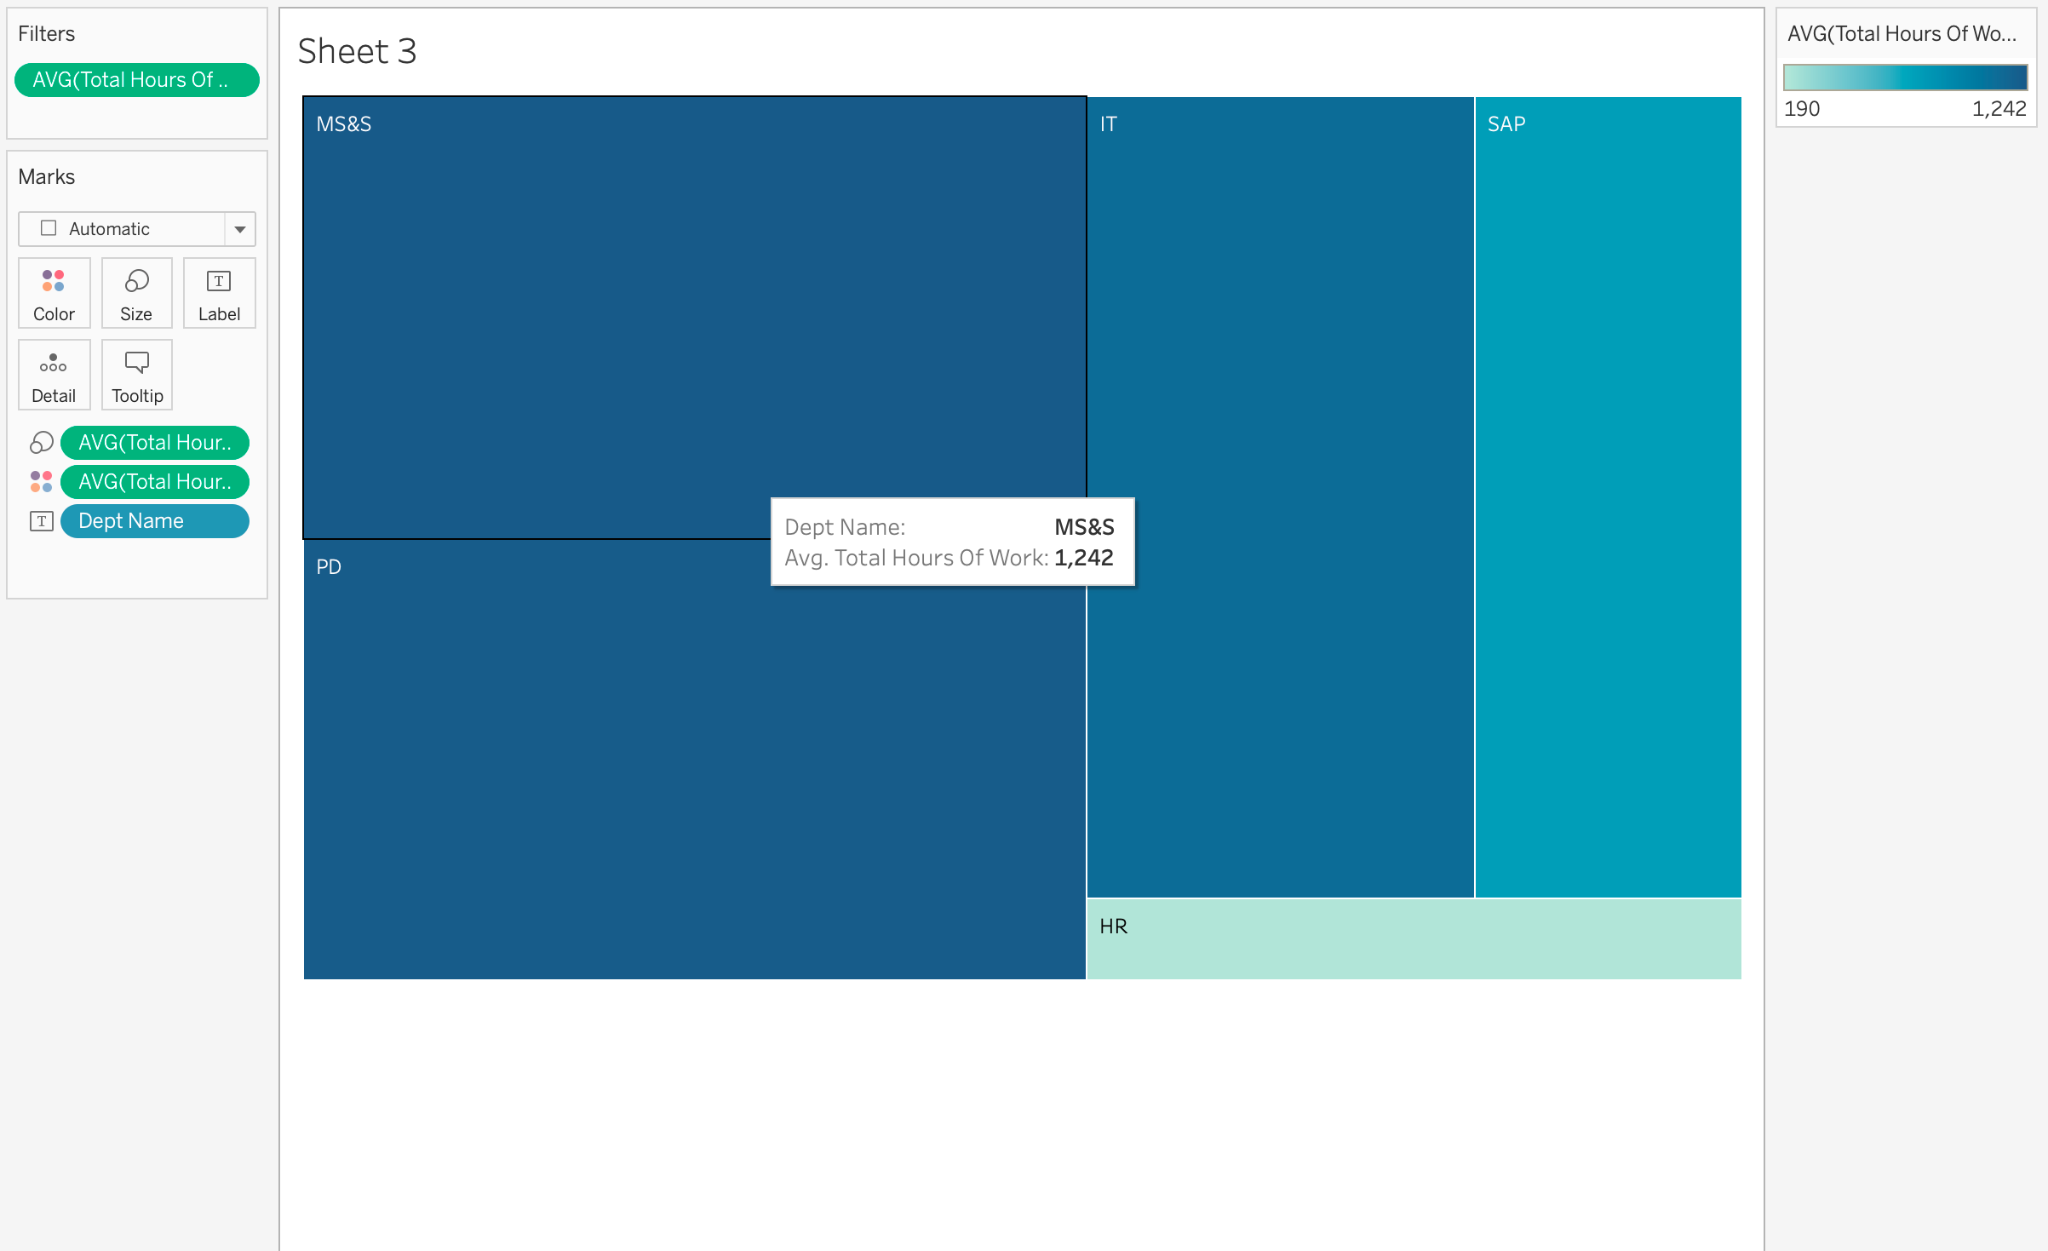 Filters
AVG(Total Hours Of ..
Marks
Automatic
Color
Size
Label
Detail
Tooltip
AVG(Total Hour..
AVG(Total Hour..
Dept Name
Sheet 3
MS&S
IT
SAP
PD
HR
Dept Name: MS&S
Avg. Total Hours Of Work: 1,242
AVG(Total Hours Of Wo...
190 1,242